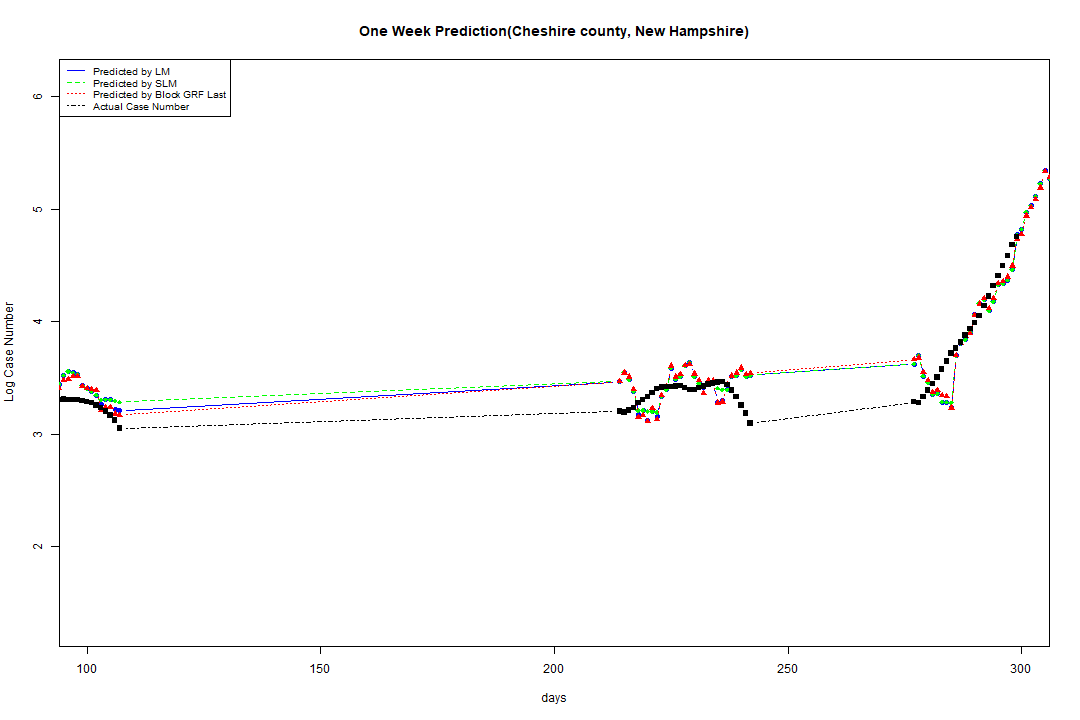 One Week Prediction(Cheshire county, New Hampshire)
Predicted by LM
Predicted by SLM
Predicted by Block GRF Last
Actual Case Number
6
5
4
3
2
Log Case Number
100 150 200 250 300
days